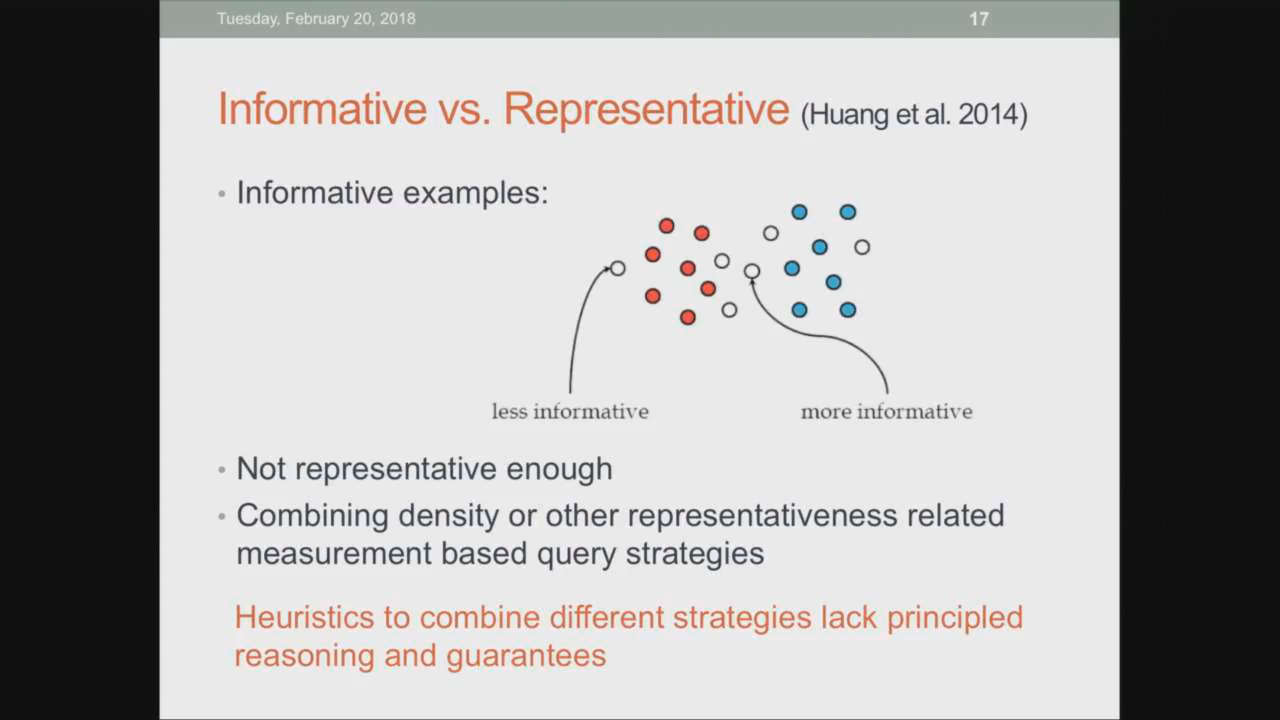 Tuesday, February 20, 2018
17
Informative vs. Representative (Huang et al. 2014)
• Informative examples:
less informative
more informative
• Not representative enough
• Combining density or other representativeness related
measurement based query strategies
Heuristics to combine different strategies lack principled
reasoning and guarantees